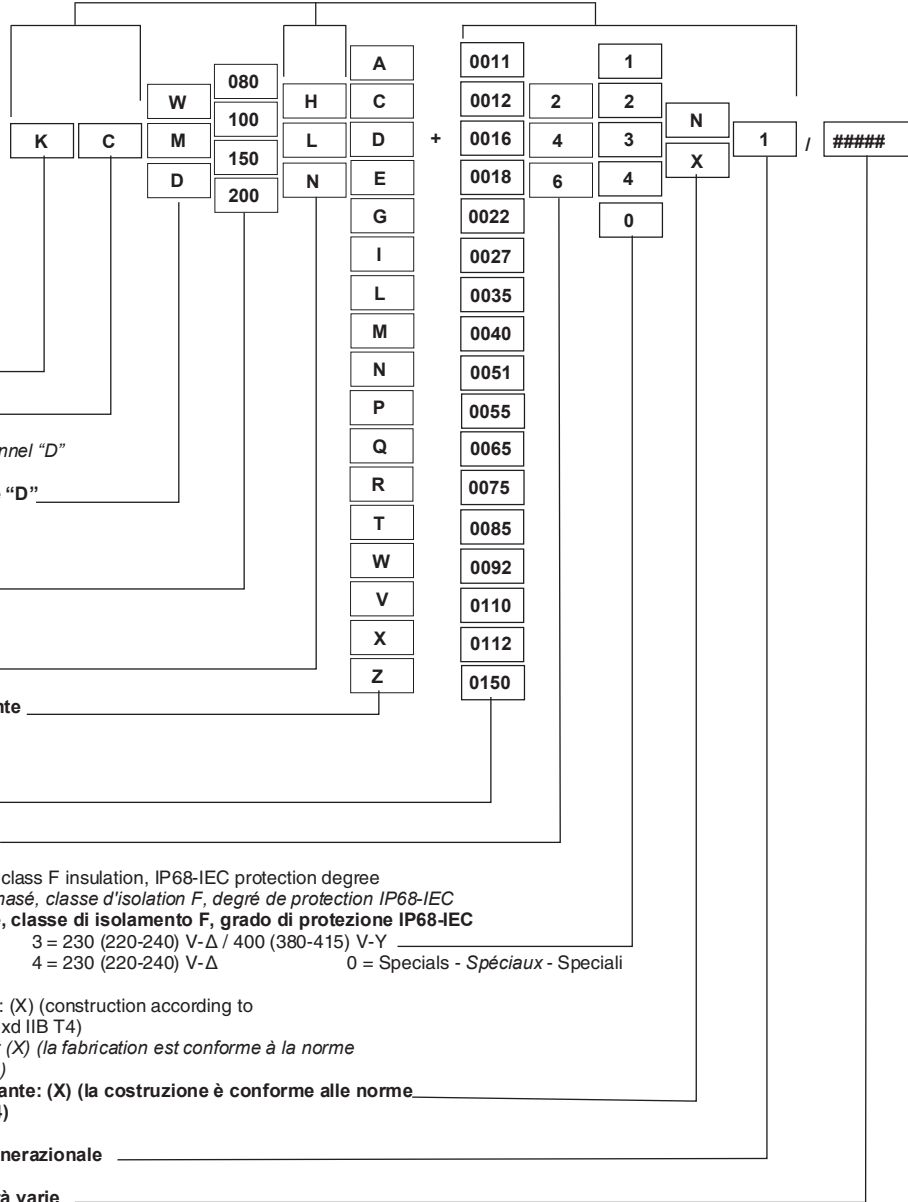 A 0011 1
080 W H C 0012 2 2 N
100
K C M L D + 0016 4 3 1 / #####
150 X
D N E 0018 6 4
200
G 0022 0
I 0027
L 0035
M 0040
N 0051
P 0055
nnel “D”
Q 0065
“D”
R 0075
T 0085
W 0092
V 0110
X 0112
Z 0150
nte
class F insulation, IP68-IEC protection degree
hasé, classe d'isolation F, degré de protection IP68-IEC
, classe di isolamento F, grado di protezione IP68-IEC
3 = 230 (220-240) V-Δ / 400 (380-415) V-Y
4 = 230 (220-240) V-Δ 0 = Specials - Spéciaux - Speciali
: (X) (construction according to
xd IIB T4)
(X) (la fabrication est conforme à la norme
)
ante: (X) (la costruzione è conforme alle norme
4)
nerazionale
à varie